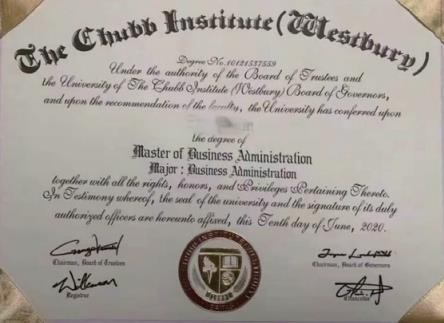 The Chubb Institute (Westbury)
Degree No.10121537559
Under the authority of the Board of Trustees and
the University of The Chubb Institute (Westbury) Board of Governors,
and upon the recommendation of the faculty, the University has conferred upon
the degree of
Master of Business Administration
Major : Business Administration
together with all the rights, honors, and Privileges Pertaining Thereto.
In Testimony whereof, the seal of the university and the signature of its duly
authorized officers are hereunto affixed, this Tenth day of June, 2020.
Chairman, Board of Trustees
Chairman, Board of Governors
Registrar
Chancellor